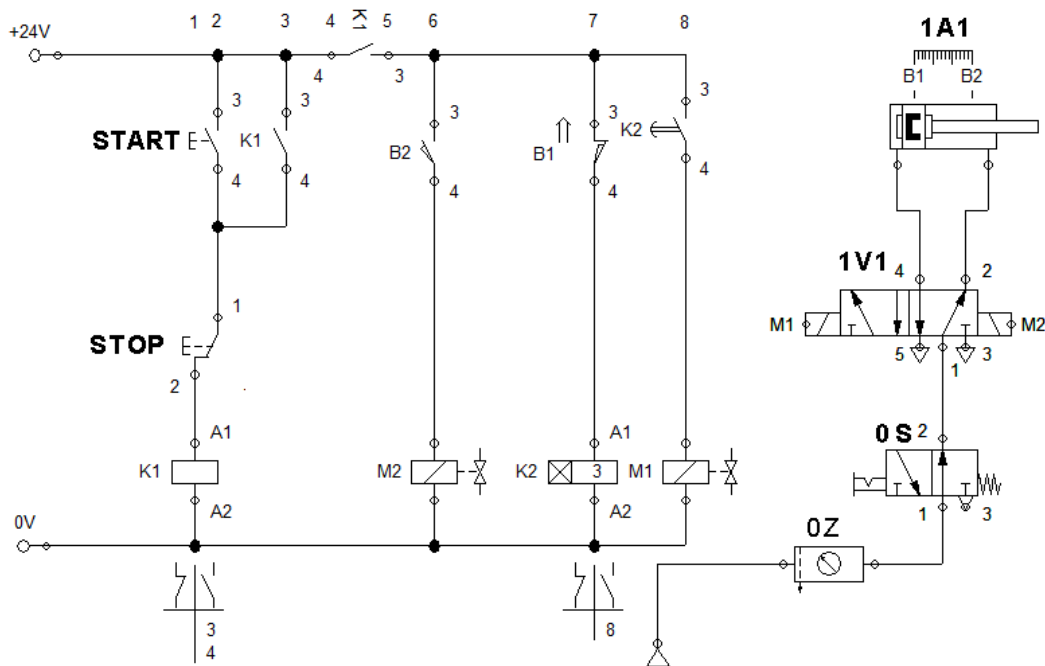 1 2 3 4 K1 5 6 7 8 1A1
+24V
B1 B2
4 3
3 3 3 3 3
START K1 B2 B1 K2
4 4 4 4 4
1V1 4 2
1
STOP
M1 M2
5 1 3
2
0S 2
A1 A1
K1 M2 K2 3 M1
A2 A2
1 3
0V
0Z
3 8
4